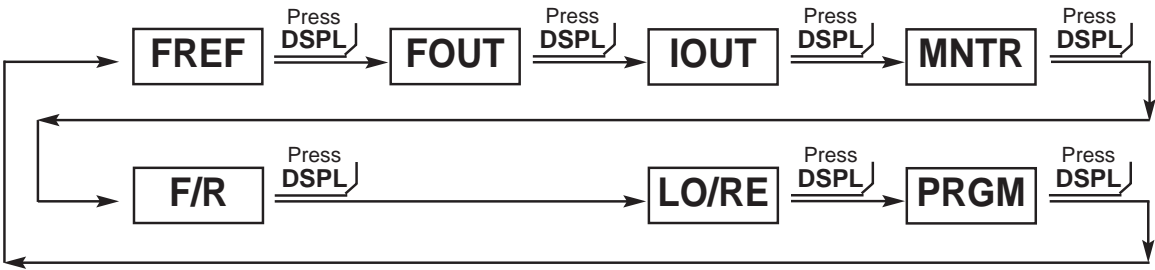 Press Press Press Press
FREF DSPL FOUT DSPL IOUT DSPL MNTR DSPL
Press Press Press
F/R DSPL LO/RE DSPL PRGM DSPL